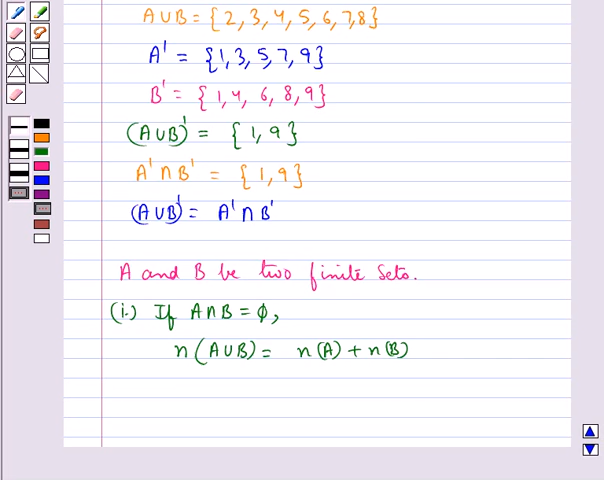 A∪B = {2, 3, 4, 5, 6, 7, 8}
A' = {1, 3, 5, 7, 9}
B' = {1, 4, 6, 8, 9}
(A∪B)' = {1, 9}
A'∩B' = {1, 9}
(A∪B)' = A'∩B'
A and B be two finite sets.
(i.) If A∩B = φ,
n(A∪B) = n(A) + n(B)